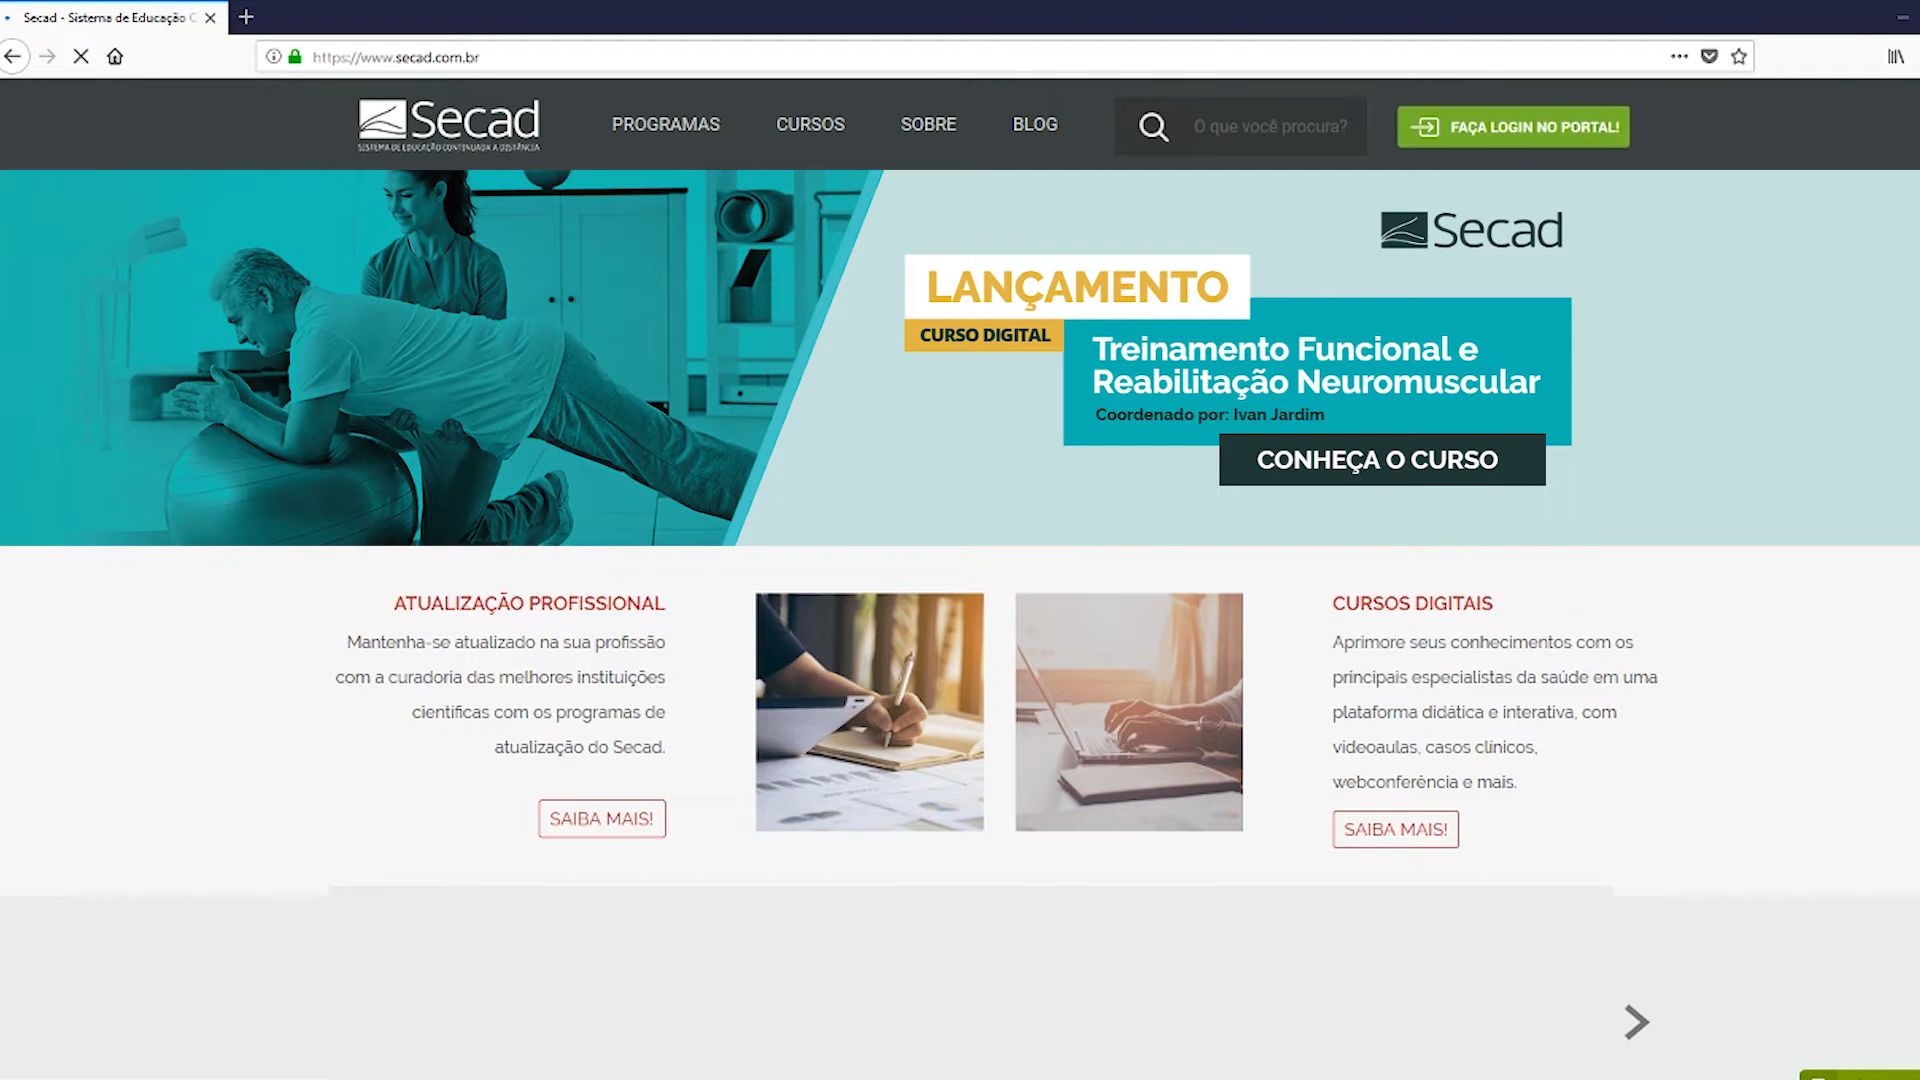 Secad - Sistema de Educação C
https://www.secad.com.br
Secad
SISTEMA DE EDUCAÇÃO CONTINUADA A DISTÂNCIA
PROGRAMAS
CURSOS
SOBRE
BLOG
O que você procura?
FAÇA LOGIN NO PORTAL!
Secad
LANÇAMENTO
CURSO DIGITAL
Treinamento Funcional e
Reabilitação Neuromuscular
Coordenado por: Ivan Jardim
CONHEÇA O CURSO
ATUALIZAÇÃO PROFISSIONAL
Mantenha-se atualizado na sua profissão
com a curadoria das melhores instituições
científicas com os programas de
atualização do Secad.
SAIBA MAIS!
CURSOS DIGITAIS
Aprimore seus conhecimentos com os
principais especialistas da saúde em uma
plataforma didática e interativa, com
videoaulas, casos clínicos,
webconferência e mais.
SAIBA MAIS!